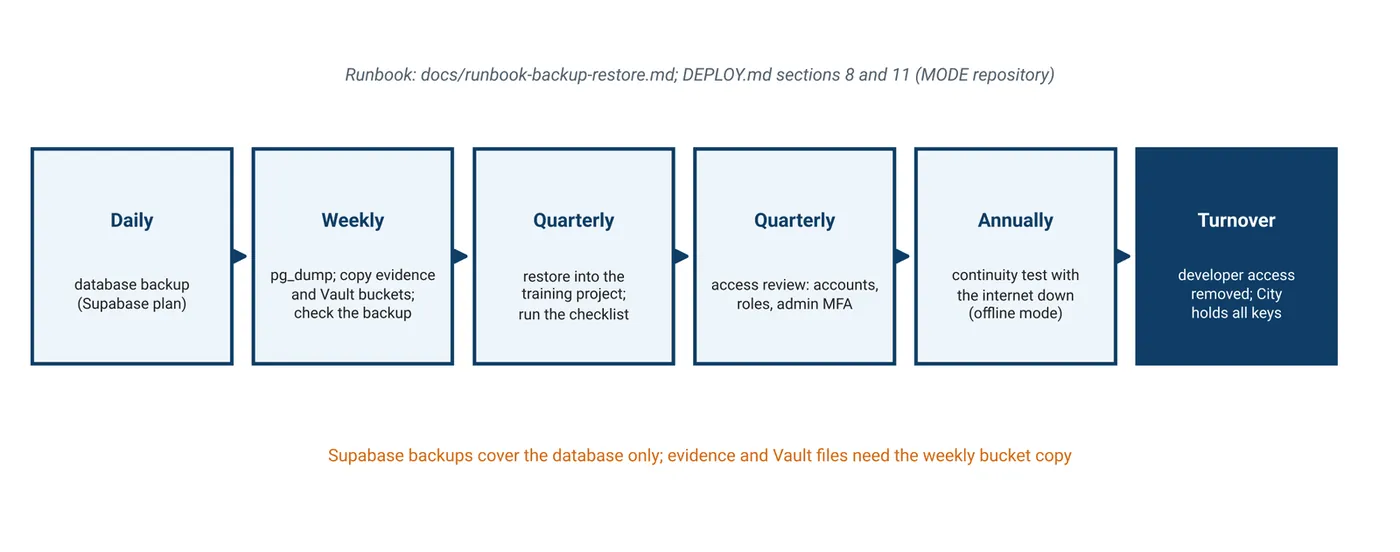 Runbook: docs/runbook-backup-restore.md; DEPLOY.md sections 8 and 11 (MODE repository)
Daily
database backup
(Supabase plan)
Weekly
pg_dump; copy evidence
and Vault buckets;
check the backup
Quarterly
restore into the
training project;
run the checklist
Quarterly
access review: accounts,
roles, admin MFA
Annually
continuity test with
the internet down
(offline mode)
Turnover
developer access
removed; City
holds all keys
Supabase backups cover the database only; evidence and Vault files need the weekly bucket copy